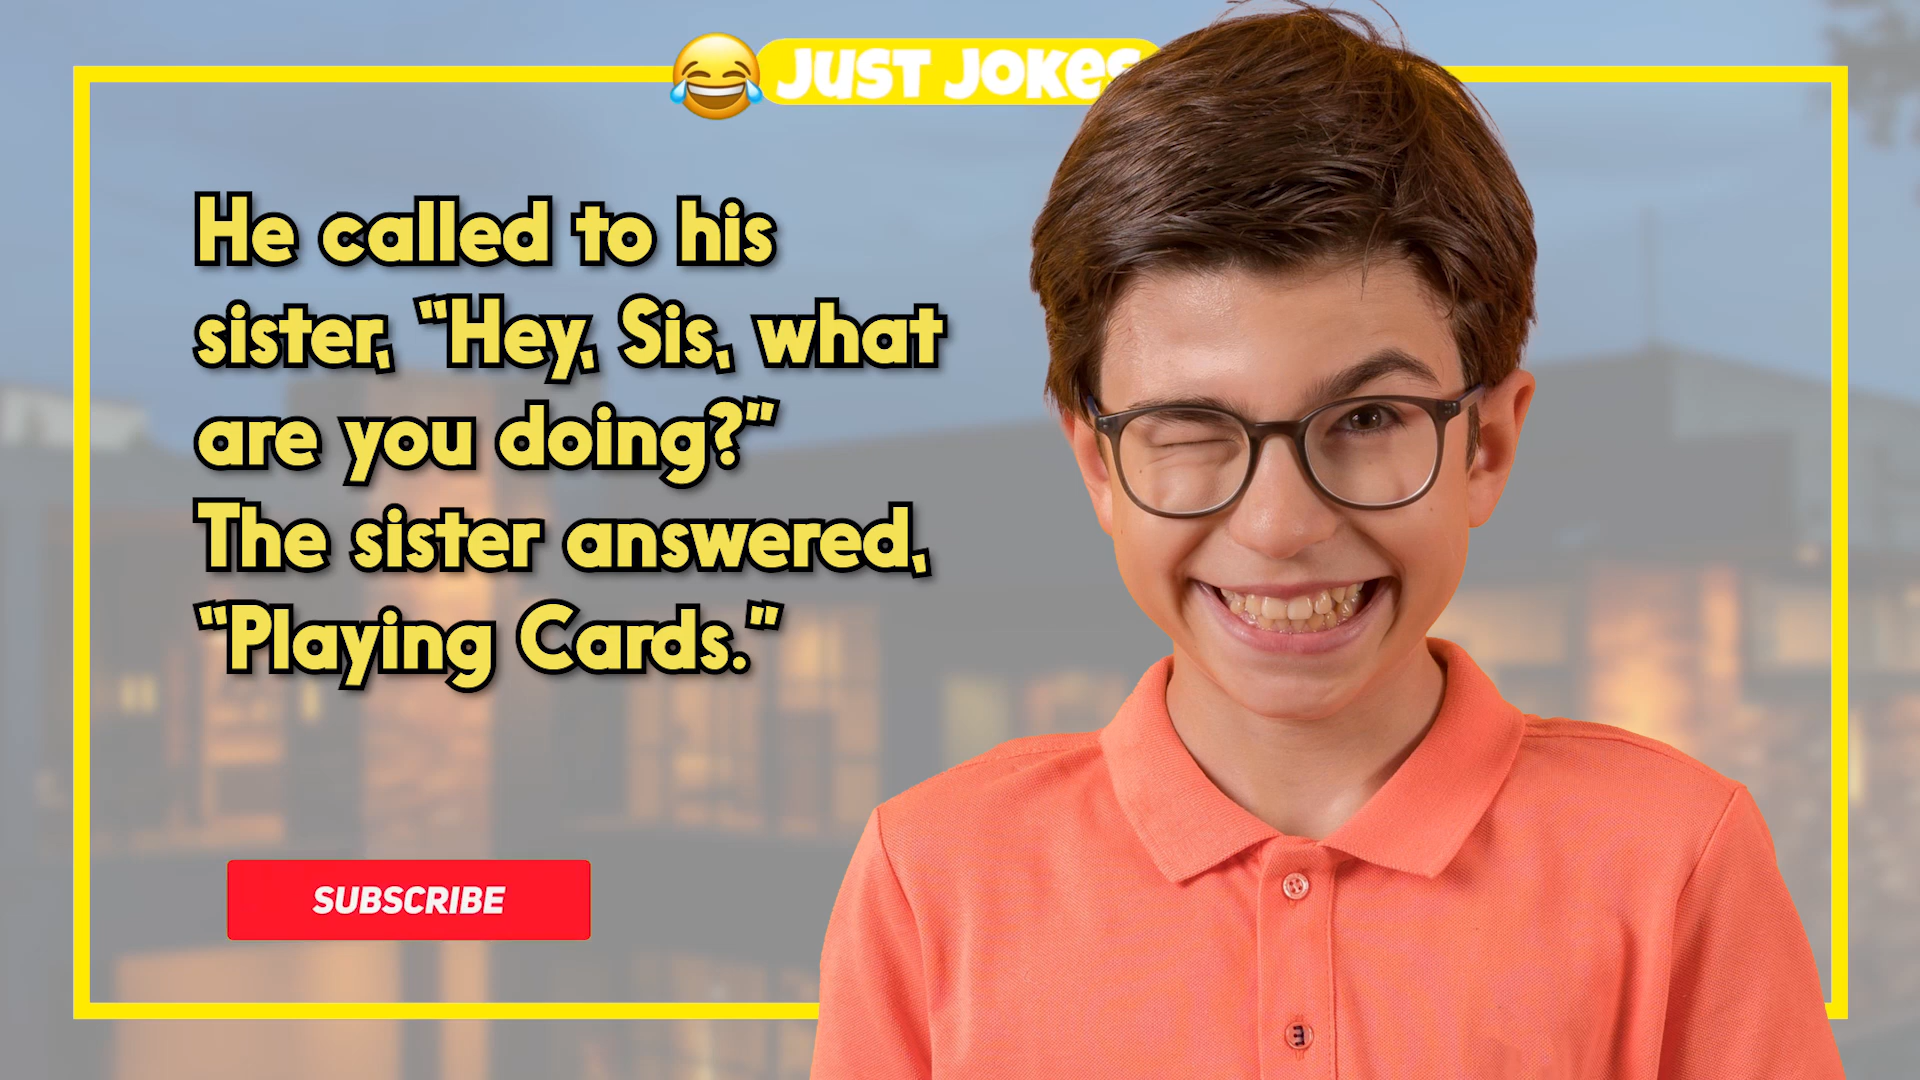 JUST JOKES
He called to his
sister, "Hey, Sis, what
are you doing?"
The sister answered,
"Playing Cards."
SUBSCRIBE